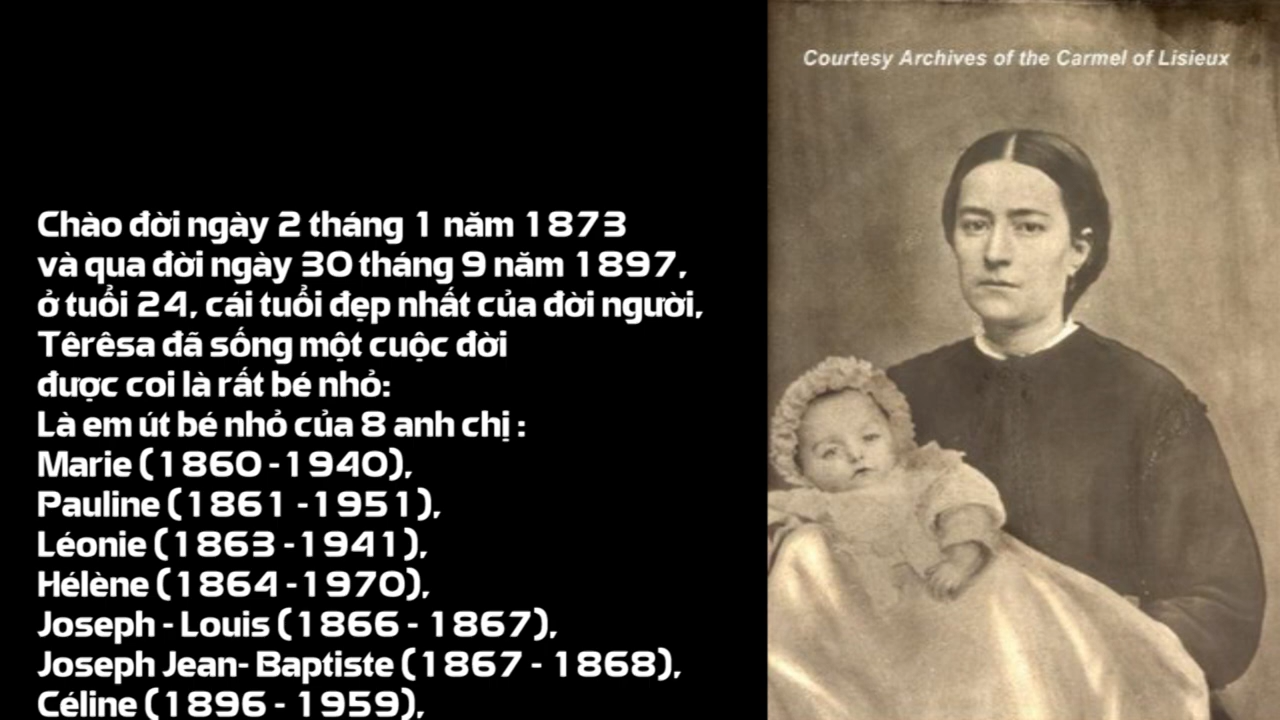 Courtesy Archives of the Carmel of Lisieux
Chào đời ngày 2 tháng 1 năm 1873
và qua đời ngày 30 tháng 9 năm 1897,
ở tuổi 24, cái tuổi đẹp nhất của đời người,
Têrêsa đã sống một cuộc đời
được coi là rất bé nhỏ:
Là em út bé nhỏ của 8 anh chị :
Marie (1860 -1940),
Pauline (1861 -1951),
Léonie (1863 -1941),
Hélène (1864 -1970),
Joseph - Louis (1866 - 1867),
Joseph Jean- Baptiste (1867 - 1868),
Céline (1896 - 1959),